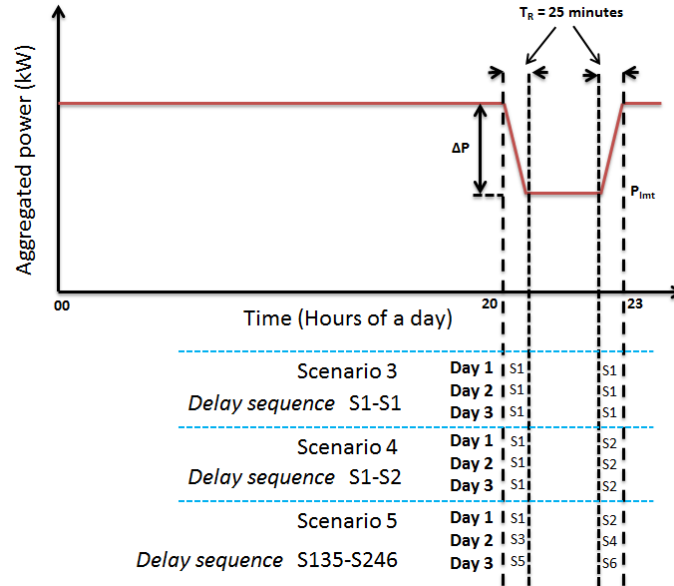 T_R = 25 minutes
Aggregated power (kW)
ΔP
P_lmt
00
20
23
Time (Hours of a day)
Scenario 3
Delay sequence S1-S1
Day 1 S1 S1
Day 2 S1 S1
Day 3 S1 S1
Scenario 4
Delay sequence S1-S2
Day 1 S1 S2
Day 2 S1 S2
Day 3 S1 S2
Scenario 5
Delay sequence S135-S246
Day 1 S1 S2
Day 2 S3 S4
Day 3 S5 S6